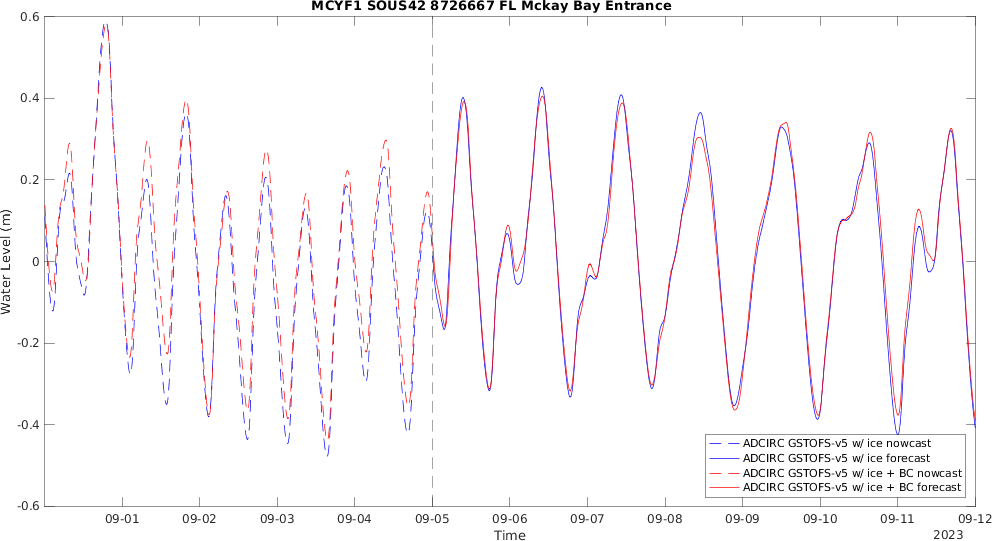 MCYF1 SOUS42 8726667 FL Mckay Bay Entrance
0.6
0.4
0.2
0
-0.2
-0.4
-0.6
Water Level (m)
09-01
09-02
09-03
09-04
09-05
09-06
09-07
09-08
09-09
09-10
09-11
09-12
Time
2023
ADCIRC GSTOFS-v5 w/ ice nowcast
ADCIRC GSTOFS-v5 w/ ice forecast
ADCIRC GSTOFS-v5 w/ ice + BC nowcast
ADCIRC GSTOFS-v5 w/ ice + BC forecast